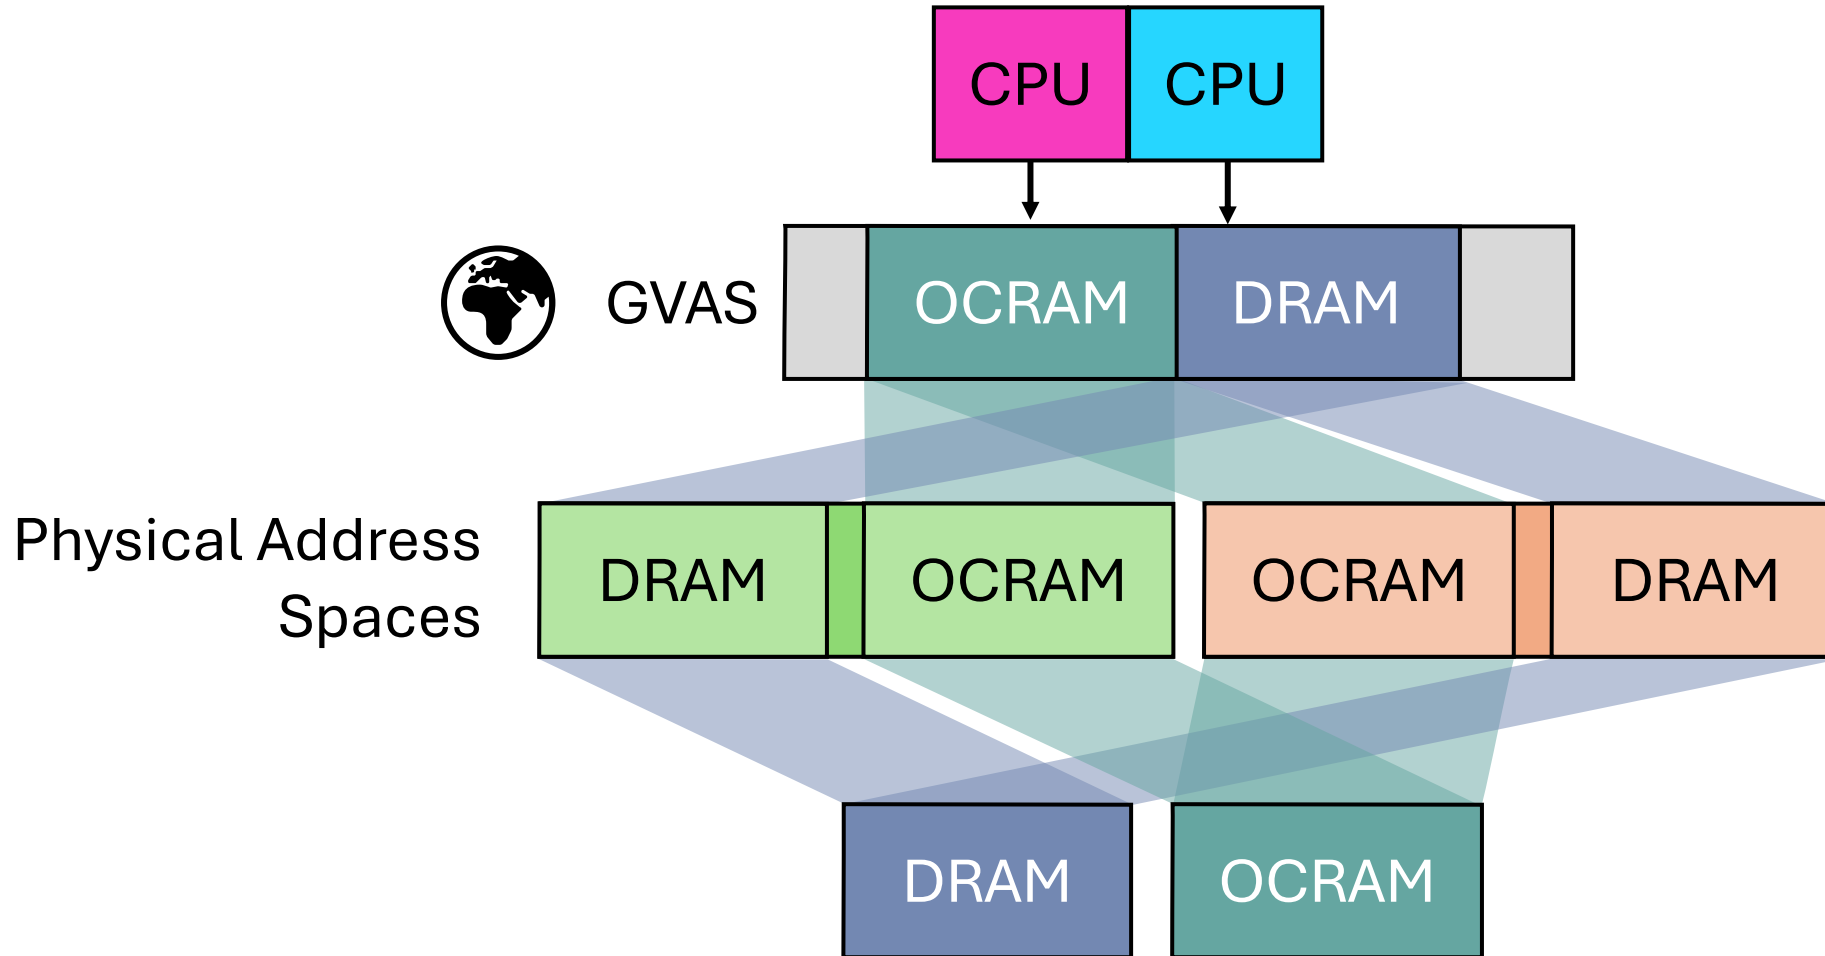 CPU CPU
GVAS OCRAM DRAM
Physical Address
Spaces
DRAM OCRAM OCRAM DRAM
DRAM OCRAM